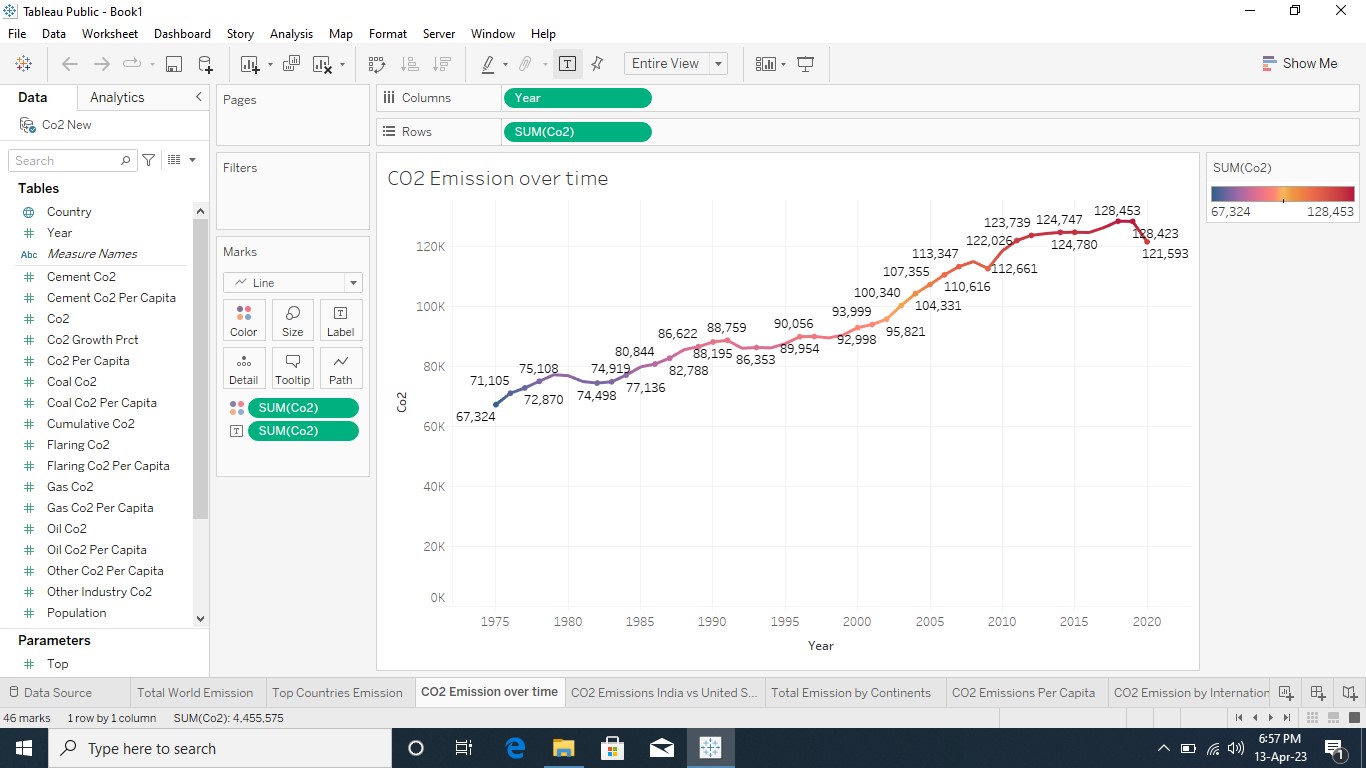 Tableau Public - Book1
File Data Worksheet Dashboard Story Analysis Map Format Server Window Help
Entire View
Show Me
Data Analytics
Co2 New
Search
Tables
Country
Year
Abc Measure Names
Cement Co2
Cement Co2 Per Capita
Co2
Co2 Growth Prct
Co2 Per Capita
Coal Co2
Coal Co2 Per Capita
Cumulative Co2
Flaring Co2
Flaring Co2 Per Capita
Gas Co2
Gas Co2 Per Capita
Oil Co2
Oil Co2 Per Capita
Other Co2 Per Capita
Other Industry Co2
Population
Parameters
Top
Pages
Filters
Marks
Line
Color Size Label
Detail Tooltip Path
SUM(Co2)
SUM(Co2)
Columns Year
Rows SUM(Co2)
CO2 Emission over time
128,453
123,739 124,747
122,026 128,423
124,780
113,347 121,593
120K
107,355 112,661
100,340 110,616
100K 104,331
93,999
90,056
88,759 95,821
86,622 92,998
80,844 88,195 89,954
75,108 74,919 86,353
80K 82,788
71,105 77,136
72,870 74,498
67,324
60K
Co2
40K
20K
0K
1975 1980 1985 1990 1995 2000 2005 2010 2015 2020
Year
SUM(Co2)
67,324 128,453
Data Source Total World Emission Top Countries Emission CO2 Emission over time CO2 Emissions India vs United S... Total Emission by Continents CO2 Emissions Per Capita CO2 Emission by Internation
46 marks 1 row by 1 column SUM(Co2): 4,455,575
Type here to search
6:57 PM
13-Apr-23
1